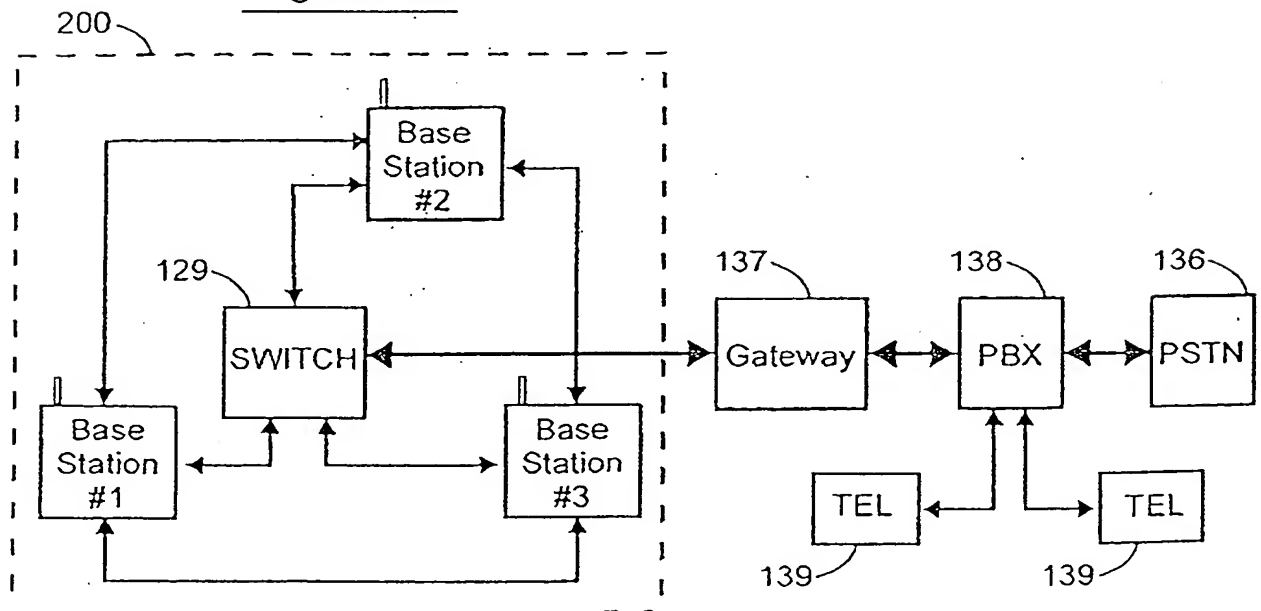 200
Base
Station
#2
129
137
138
136
SWITCH
Gateway
PBX
PSTN
Base
Station
#1
Base
Station
#3
TEL
TEL
139
139